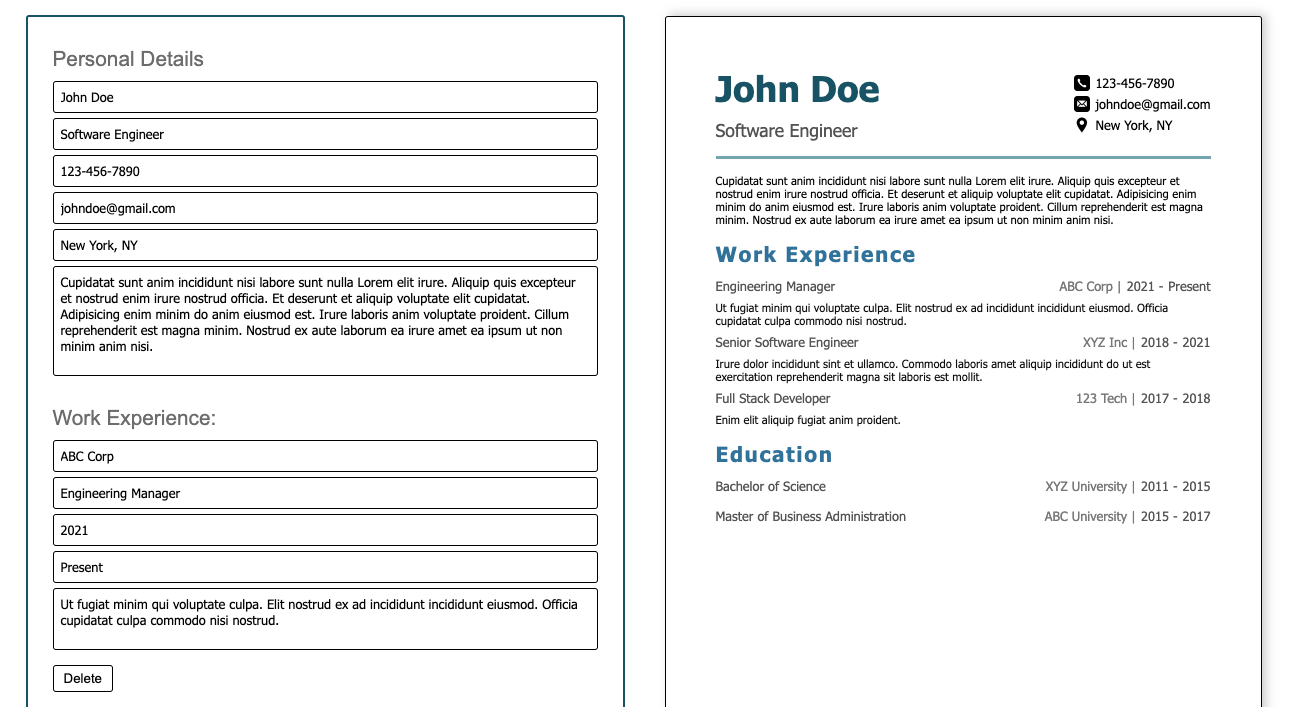 Personal Details
John Doe
Software Engineer
123-456-7890
johndoe@gmail.com
New York, NY
Cupidatat sunt anim incididunt nisi labore sunt nulla Lorem elit irure. Aliquip quis excepteur
et nostrud enim irure nostrud officia. Et deserunt et aliquip voluptate elit cupidatat.
Adipisicing enim minim do anim eiusmod est. Irure laboris anim voluptate proident. Cillum
reprehenderit est magna minim. Nostrud ex aute laborum ea irure amet ea ipsum ut non
minim anim nisi.
Work Experience:
ABC Corp
Engineering Manager
2021
Present
Ut fugiat minim qui voluptate culpa. Elit nostrud ex ad incididunt incididunt eiusmod. Officia
cupidatat culpa commodo nisi nostrud.
Delete
John Doe
Software Engineer
123-456-7890
johndoe@gmail.com
New York, NY
Cupidatat sunt anim incididunt nisi labore sunt nulla Lorem elit irure. Aliquip quis excepteur et
nostrud enim irure nostrud officia. Et deserunt et aliquip voluptate elit cupidatat. Adipisicing enim
minim do anim eiusmod est. Irure laboris anim voluptate proident. Cillum reprehenderit est magna
minim. Nostrud ex aute laborum ea irure amet ea ipsum ut non minim anim nisi.
Work Experience
Engineering Manager ABC Corp | 2021 - Present
Ut fugiat minim qui voluptate culpa. Elit nostrud ex ad incididunt incididunt eiusmod. Officia
cupidatat culpa commodo nisi nostrud.
Senior Software Engineer XYZ Inc | 2018 - 2021
Irure dolor incididunt sint et ullamco. Commodo laboris amet aliquip incididunt do ut est
exercitation reprehenderit magna sit laboris est mollit.
Full Stack Developer 123 Tech | 2017 - 2018
Enim elit aliquip fugiat anim proident.
Education
Bachelor of Science XYZ University | 2011 - 2015
Master of Business Administration ABC University | 2015 - 2017